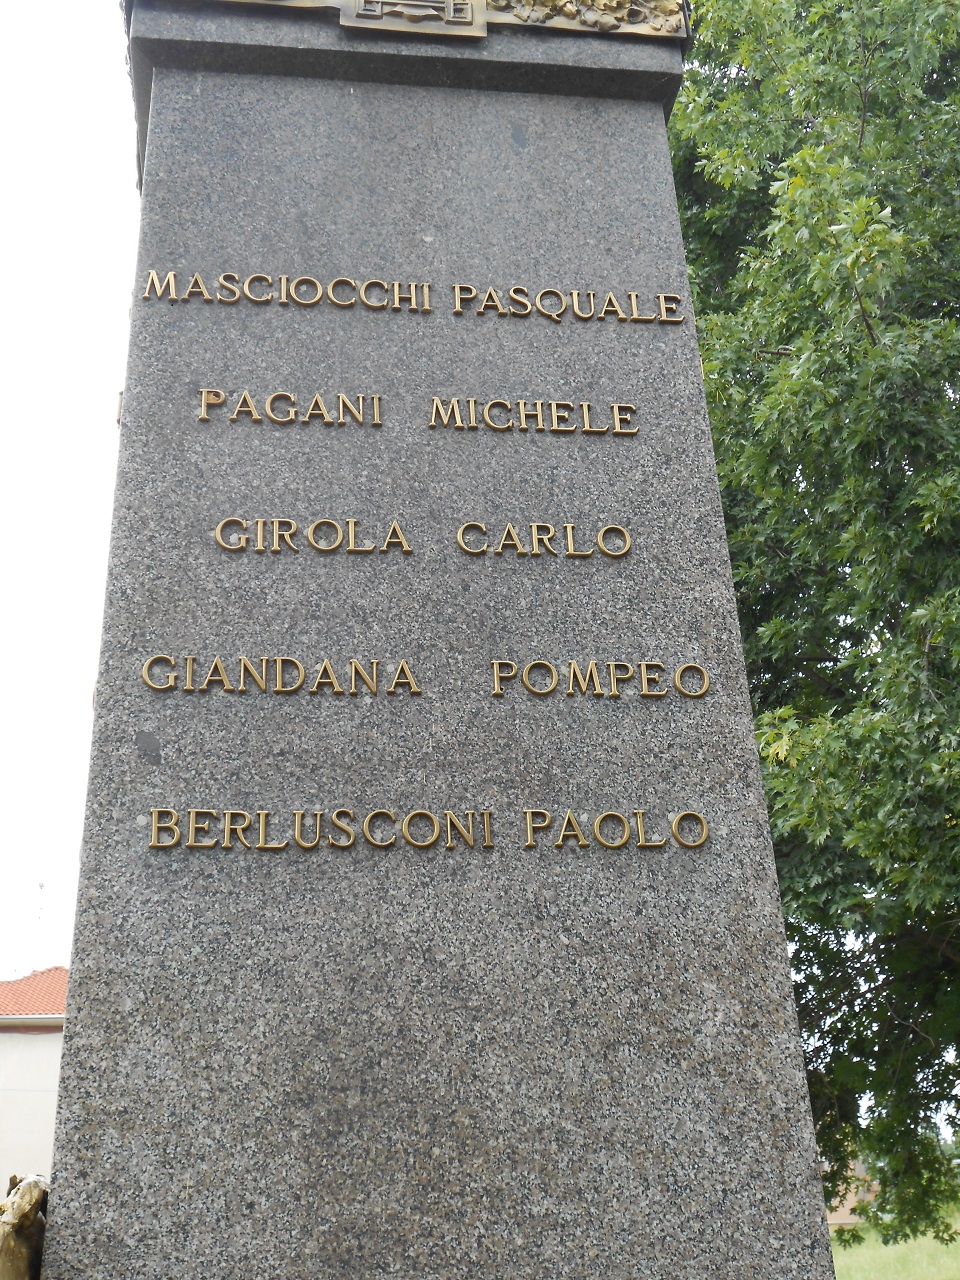 MASCIOCCHI PASQUALE
PAGANI MICHELE
GIROLA CARLO
GIANDANA POMPEO
BERLUSCONI PAOLO